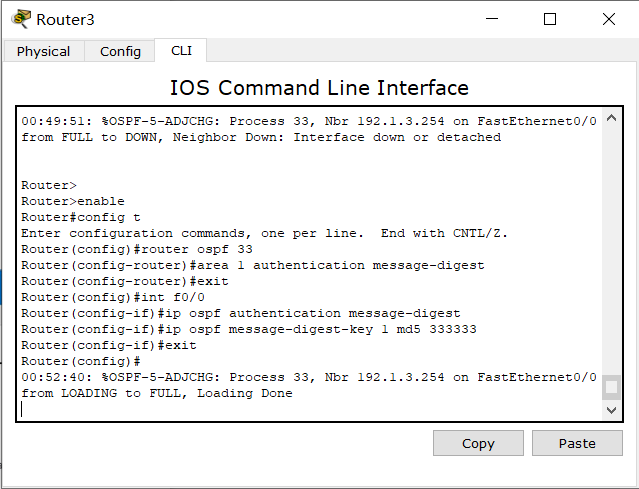 Router3
Physical Config CLI
IOS Command Line Interface
00:49:51: %OSPF-5-ADJCHG: Process 33, Nbr 192.1.3.254 on FastEthernet0/0
from FULL to DOWN, Neighbor Down: Interface down or detached
Router>
Router>enable
Router#config t
Enter configuration commands, one per line.  End with CNTL/Z.
Router(config)#router ospf 33
Router(config-router)#area 1 authentication message-digest
Router(config-router)#exit
Router(config)#int f0/0
Router(config-if)#ip ospf authentication message-digest
Router(config-if)#ip ospf message-digest-key 1 md5 333333
Router(config-if)#exit
Router(config)#
00:52:40: %OSPF-5-ADJCHG: Process 33, Nbr 192.1.3.254 on FastEthernet0/0
from LOADING to FULL, Loading Done
Copy Paste